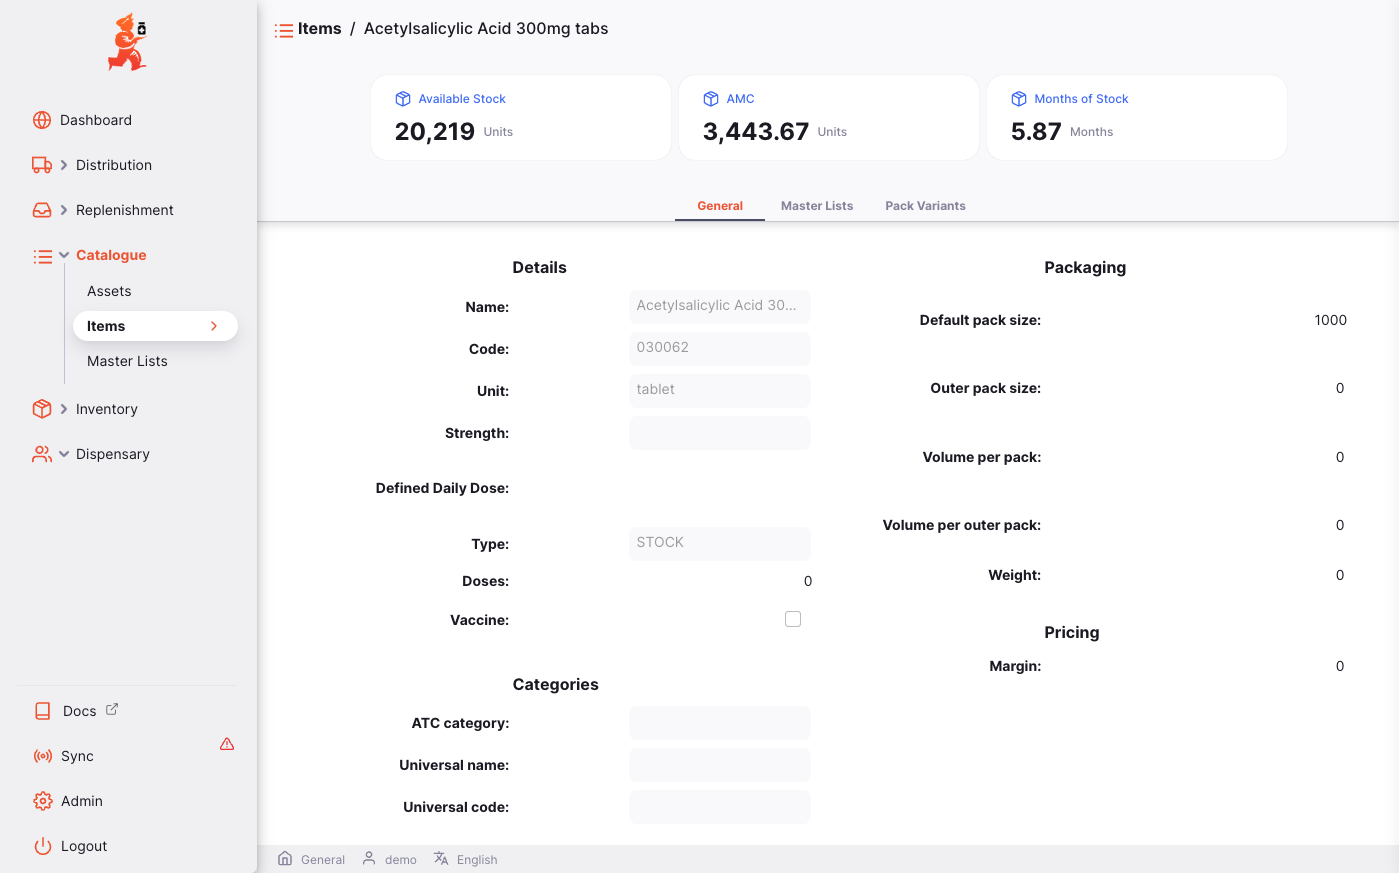 Items / Acetylsalicylic Acid 300mg tabs
Available Stock
20,219 Units
AMC
3,443.67 Units
Months of Stock
5.87 Months
General
Master Lists
Pack Variants
Dashboard
Distribution
Replenishment
Catalogue
Assets
Items
Master Lists
Inventory
Dispensary
Docs
Sync
Admin
Logout
Details
Name: Acetylsalicylic Acid 30...
Code: 030062
Unit: tablet
Strength:
Defined Daily Dose:
Type: STOCK
Doses: 0
Vaccine:
Categories
ATC category:
Universal name:
Universal code:
Packaging
Default pack size: 1000
Outer pack size: 0
Volume per pack: 0
Volume per outer pack: 0
Weight: 0
Pricing
Margin: 0
General demo English